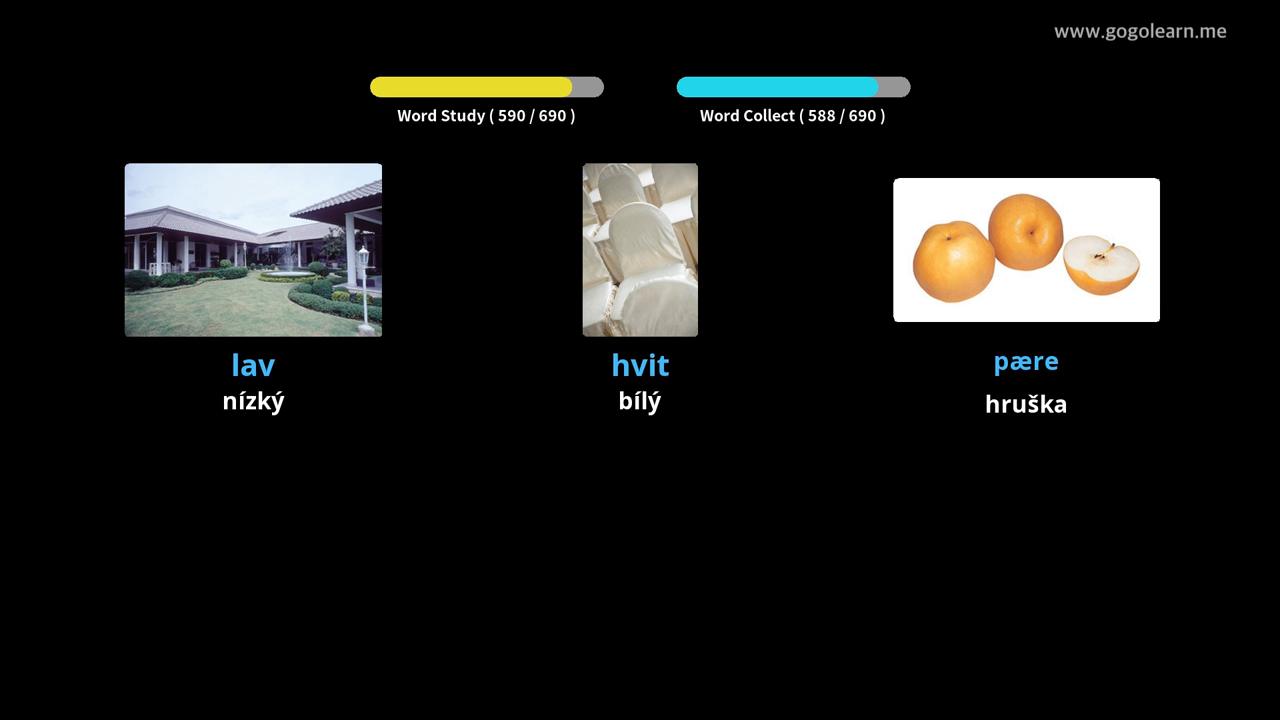 www.gogolearn.me
Word Study ( 590 / 690 )
Word Collect ( 588 / 690 )
lav
nízký
hvit
bílý
pære
hruška